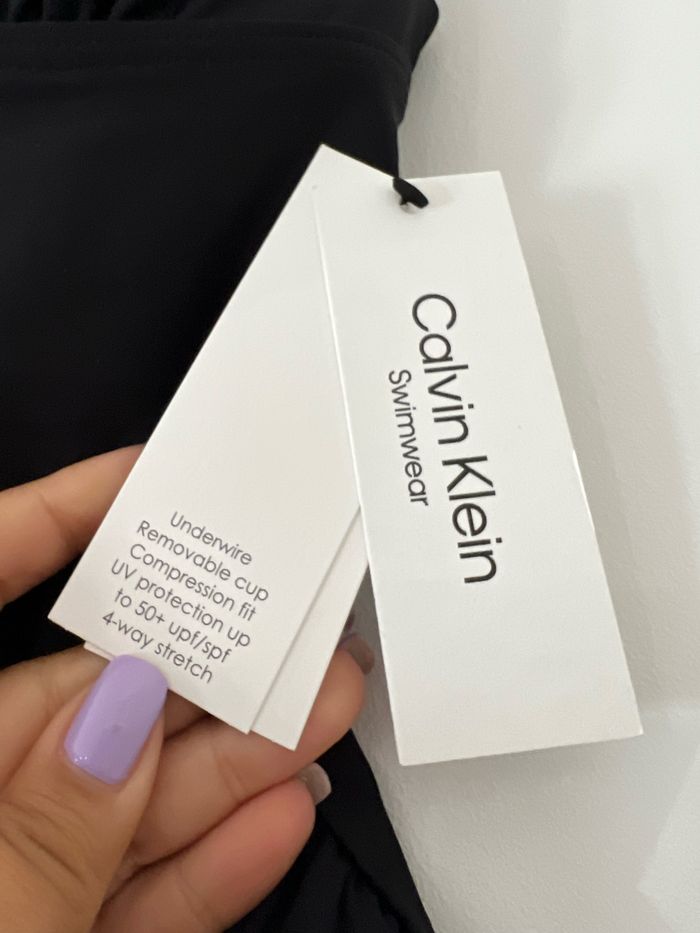 Calvin Klein
Swimwear
Underwire
Removable cup
Compression fit
UV protection up
to 50+ upf/spf
4-way stretch